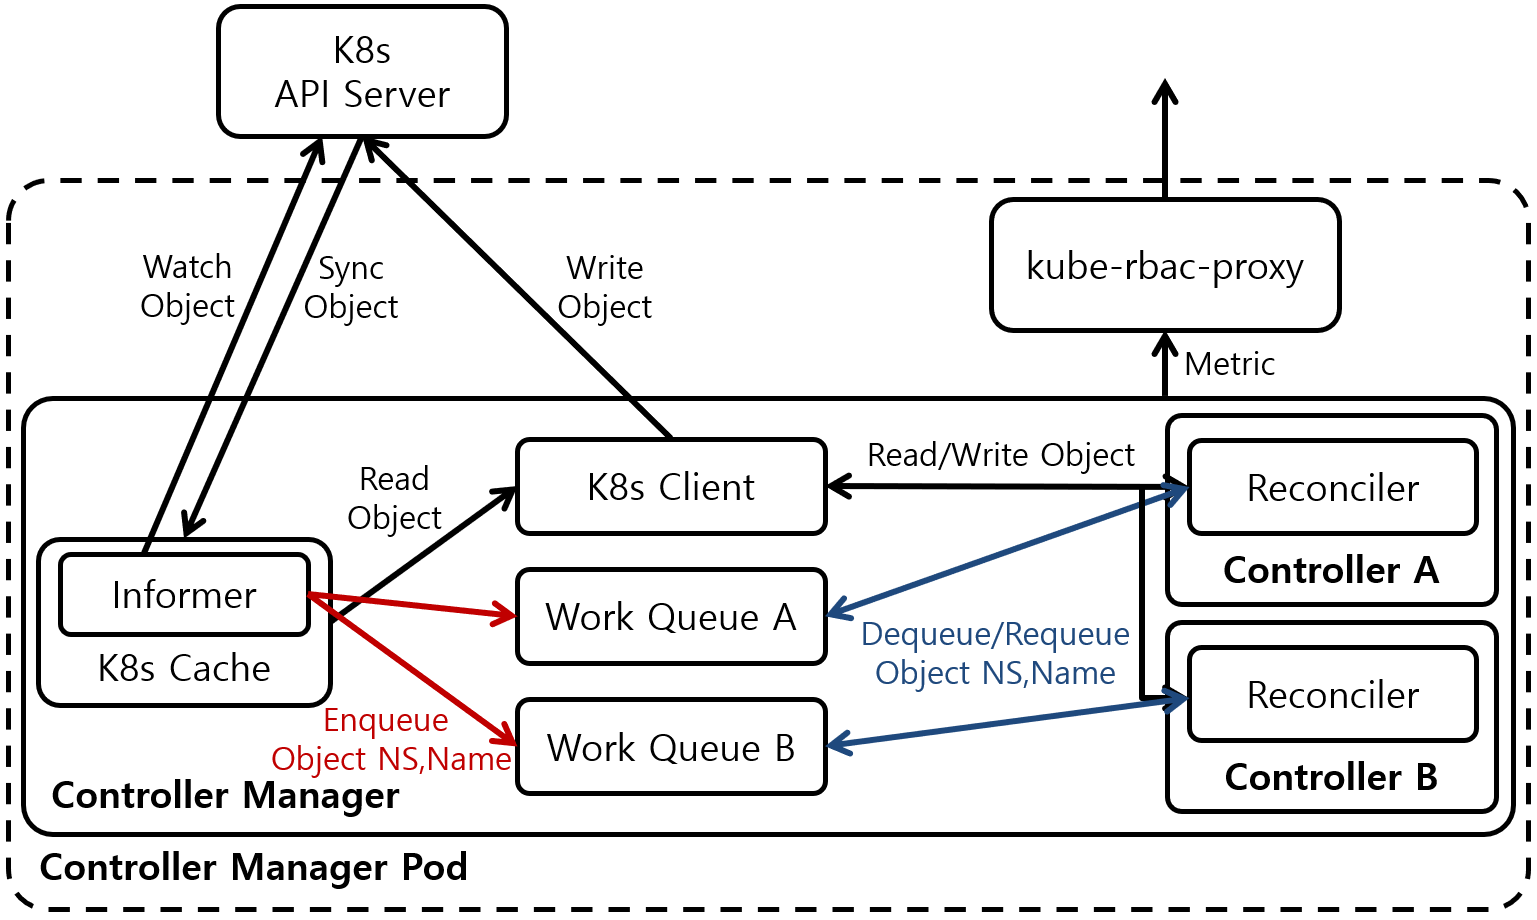 K8s
API Server
Watch
Object
Sync
Object
Write
Object
kube-rbac-proxy
Metric
Read
Object
K8s Client
Read/Write Object
Reconciler
Controller A
Informer
K8s Cache
Work Queue A
Dequeue/Requeue
Object NS,Name
Reconciler
Controller B
Enqueue
Object NS,Name
Work Queue B
Controller Manager
Controller Manager Pod